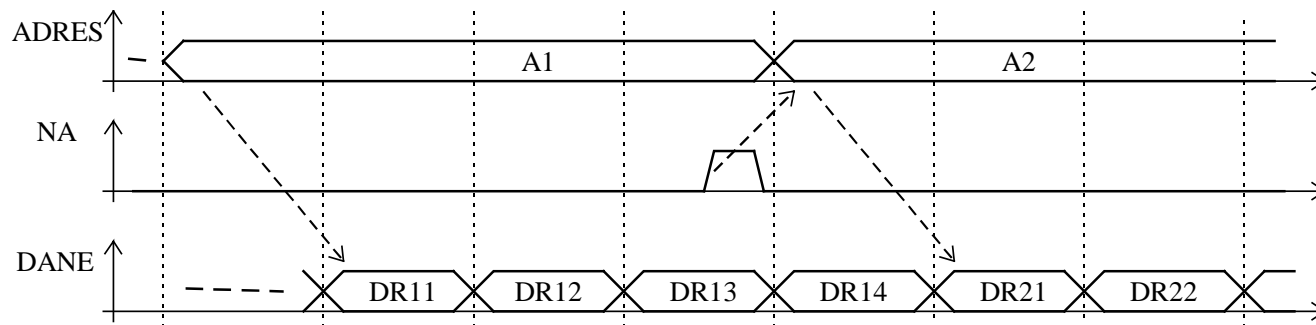 ADRES
A1 A2
NA
DANE
DR11 DR12 DR13 DR14 DR21 DR22